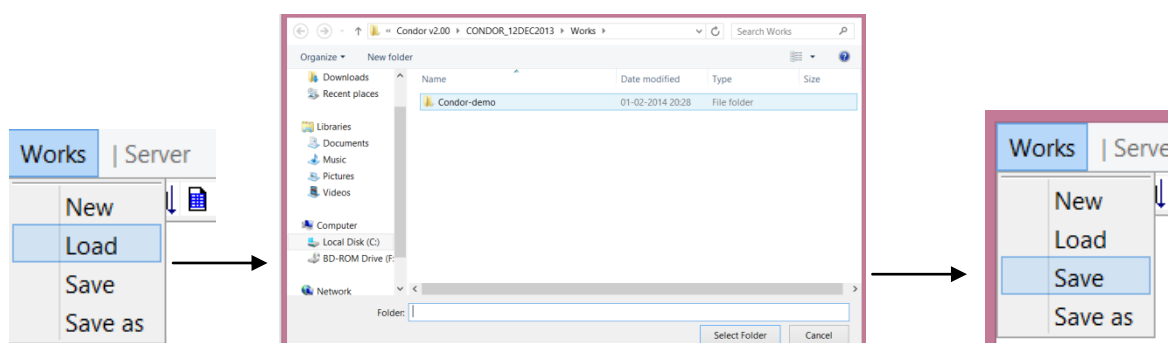 Works | Server
New
Load
Save
Save as
« Condor v2.00 ▸ CONDOR_12DEC2013 ▸ Works ▸
Search Works
Organize ▾ New folder
Downloads
Recent places
Libraries
Documents
Music
Pictures
Videos
Computer
Local Disk (C:)
BD-ROM Drive (F:
Network
Name Date modified Type Size
Condor-demo 01-02-2014 20:28 File folder
Folder:
Select Folder Cancel
Works | Serve
New
Load
Save
Save as